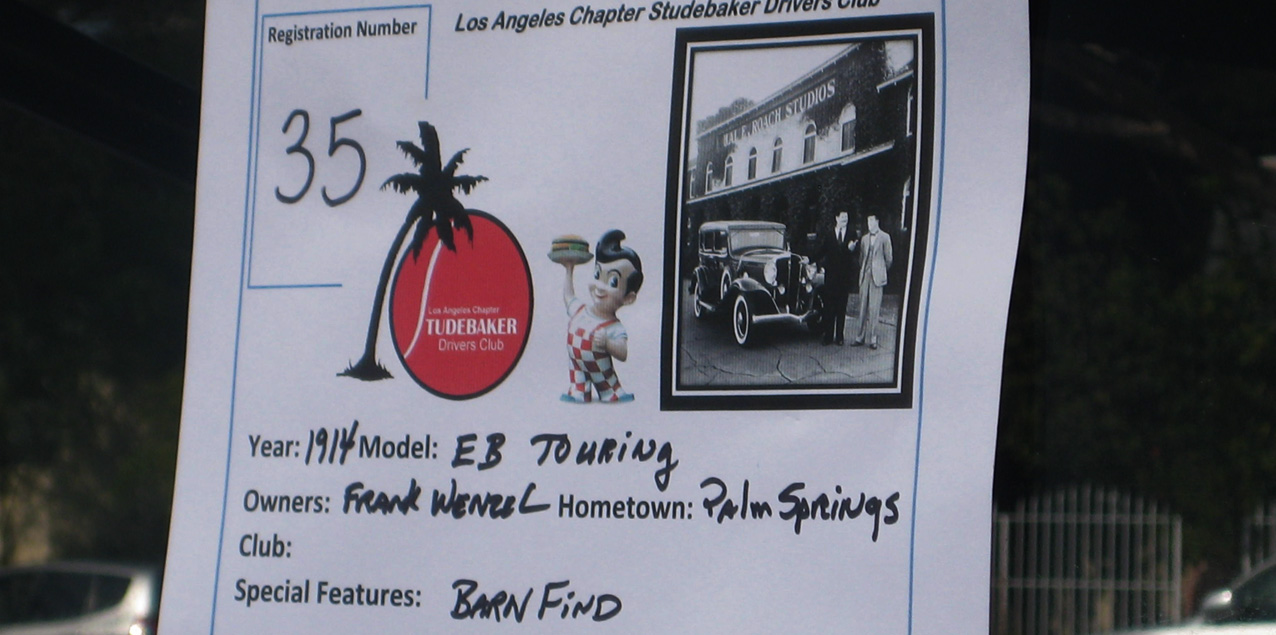 Los Angeles Chapter Studebaker Drivers Club
Registration Number
35
HAL E. ROACH STUDIOS
Los Angeles Chapter
STUDEBAKER
Drivers Club
Year: 1914 Model: EB TOURiNg
Owners: FRANK WENZEL Hometown: PAlm SpRiNgS
Club:
Special Features: BARN FiND